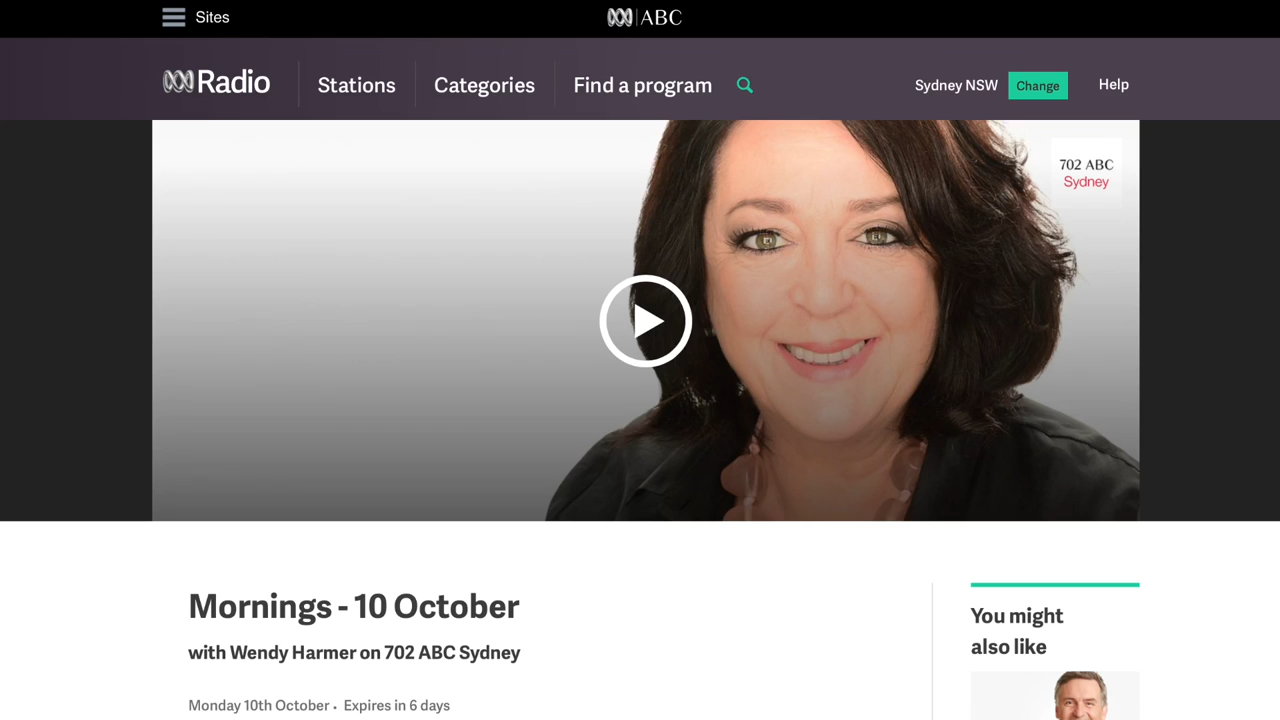 Sites
ABC
Radio
Stations
Categories
Find a program
Sydney NSW
Change
Help
702 ABC
Sydney
Mornings - 10 October
with Wendy Harmer on 702 ABC Sydney
Monday 10th October • Expires in 6 days
You might
also like